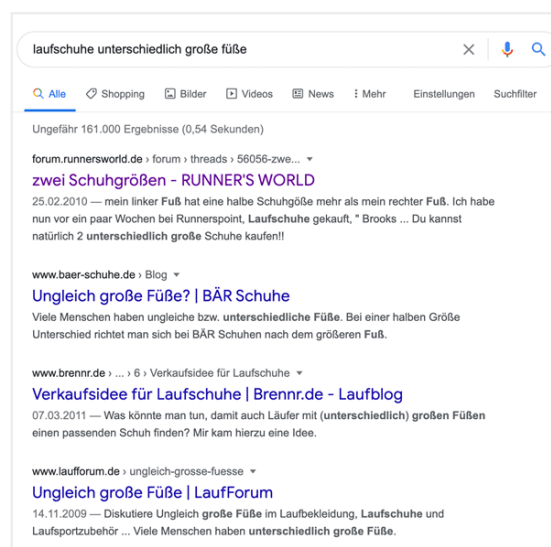 laufschuhe unterschiedlich große füße
Alle Shopping Bilder Videos News Mehr Einstellungen Suchfilter
Ungefähr 161.000 Ergebnisse (0,54 Sekunden)
forum.runnersworld.de › forum › threads › 56056-zwe...
zwei Schuhgrößen - RUNNER'S WORLD
25.02.2010 — mein linker Fuß hat eine halbe Schuhgöße mehr als mein rechter Fuß. Ich habe
nun vor ein paar Wochen bei Runnerspoint, Laufschuhe gekauft, " Brooks ... Du kannst
natürlich 2 unterschiedlich große Schuhe kaufen!!
www.baer-schuhe.de › Blog
Ungleich große Füße? | BÄR Schuhe
Viele Menschen haben ungleiche bzw. unterschiedliche Füße. Bei einer halben Größe
Unterschied richtet man sich bei BÄR Schuhen nach dem größeren Fuß.
www.brennr.de › ... › 6 › Verkaufsidee für Laufschuhe
Verkaufsidee für Laufschuhe | Brennr.de - Laufblog
07.03.2011 — Was könnte man tun, damit auch Läufer mit (unterschiedlich) großen Füßen
einen passenden Schuh finden? Mir kam hierzu eine Idee.
www.laufforum.de › ungleich-grosse-fuesse
Ungleich große Füße | LaufForum
14.11.2009 — Diskutiere Ungleich große Füße im Laufbekleidung, Laufschuhe und
Laufsportzubehör ... Viele Menschen haben unterschiedlich große Füße.